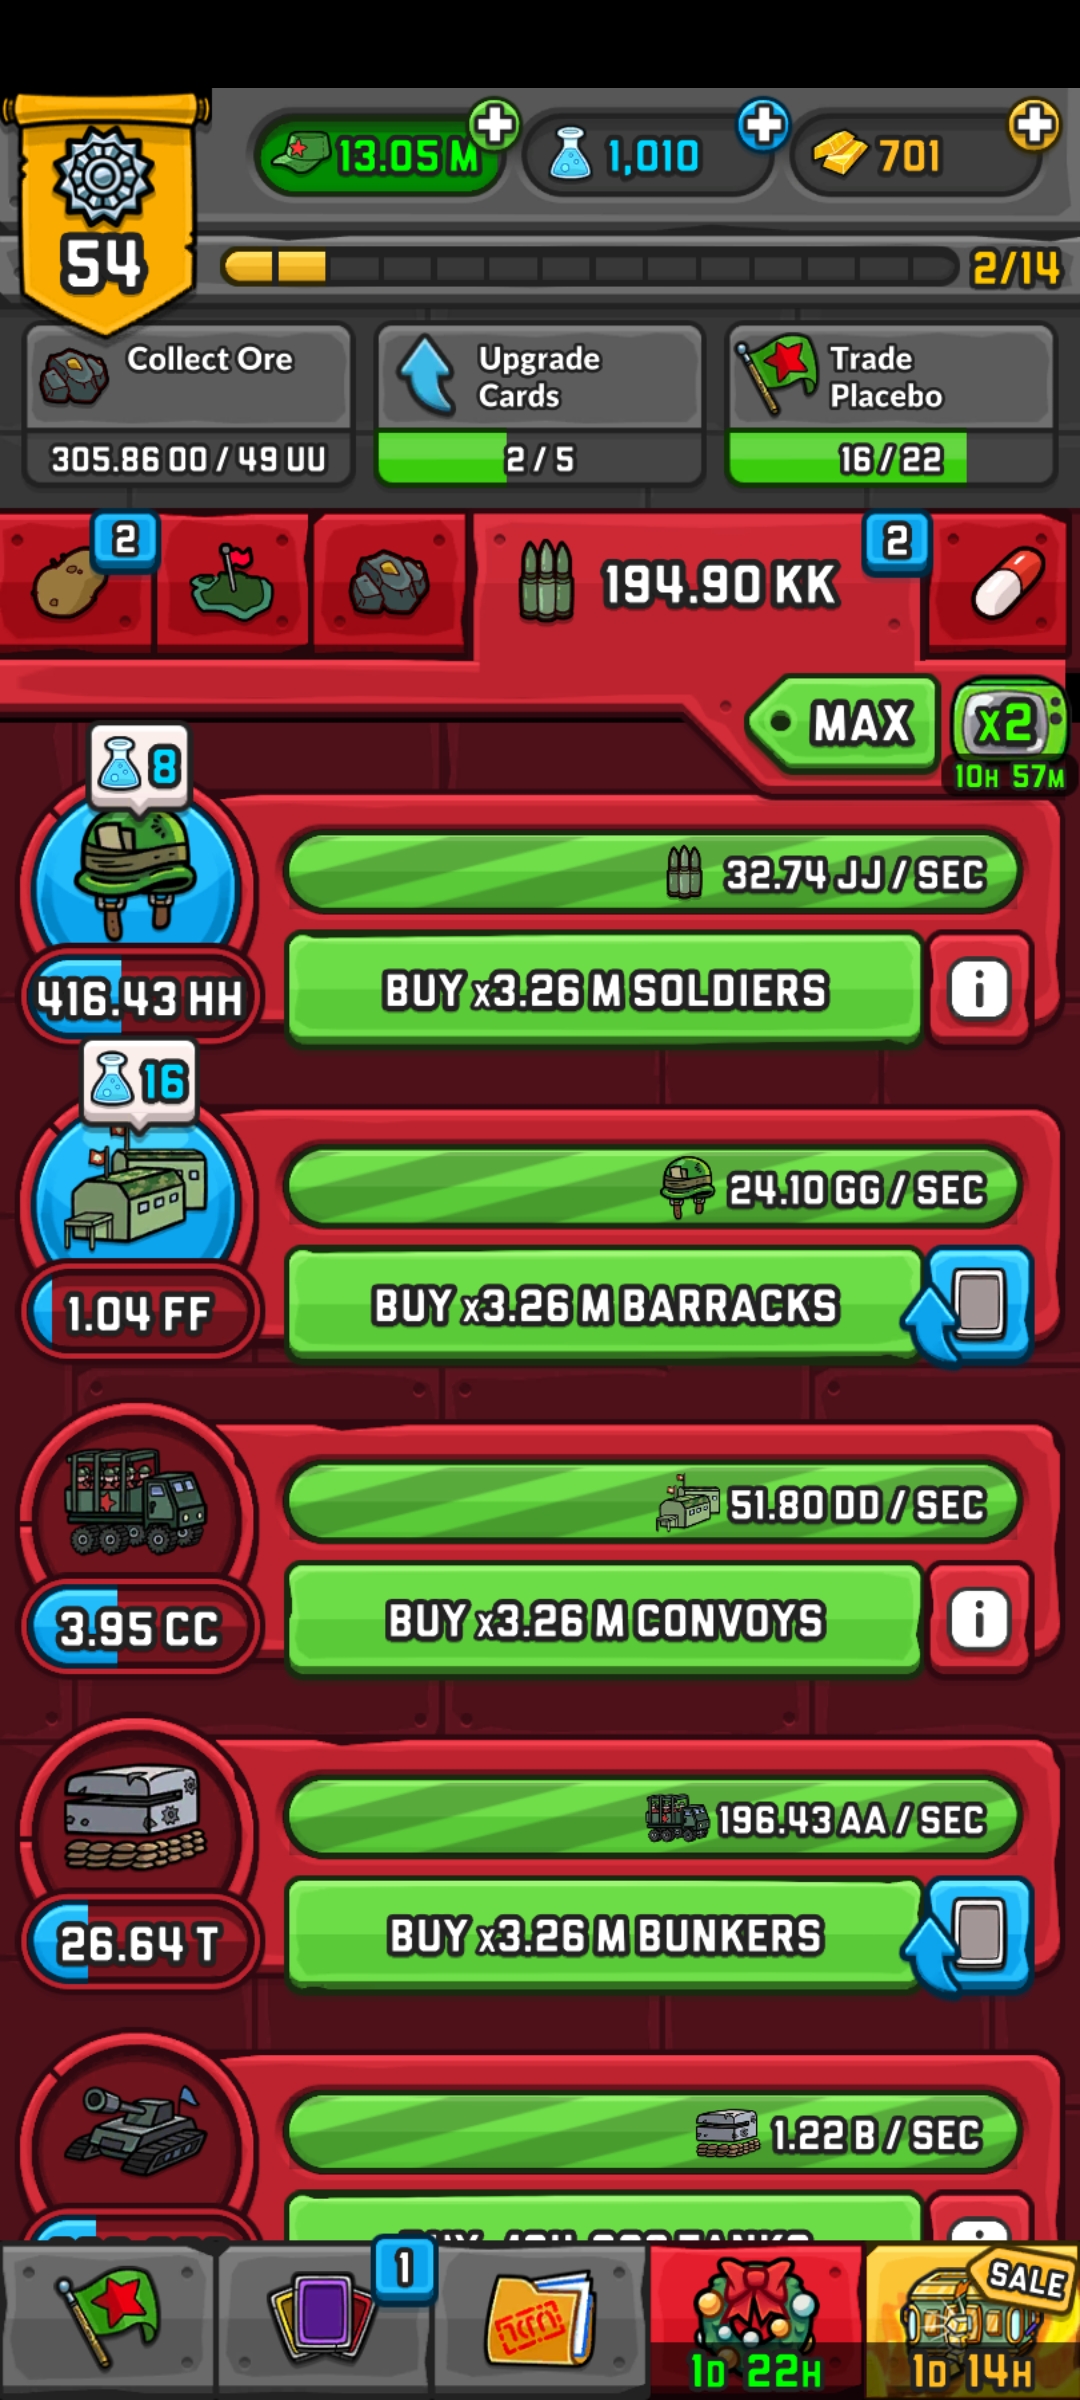 13.05 M
1,010
701
54
2/14
Collect Ore
305.86 OO / 49 UU
Upgrade
Cards
2 / 5
Trade
Placebo
16 / 22
2
194.90 KK
2
MAX
x2
10H 57M
8
32.74 JJ / SEC
416.43 HH
BUY x3.26 M SOLDIERS
i
16
24.10 GG / SEC
1.04 FF
BUY x3.26 M BARRACKS
51.80 DD / SEC
3.95 CC
BUY x3.26 M CONVOYS
i
196.43 AA / SEC
26.64 T
BUY x3.26 M BUNKERS
1.22 B / SEC
1
SALE
1D 22H
1D 14H